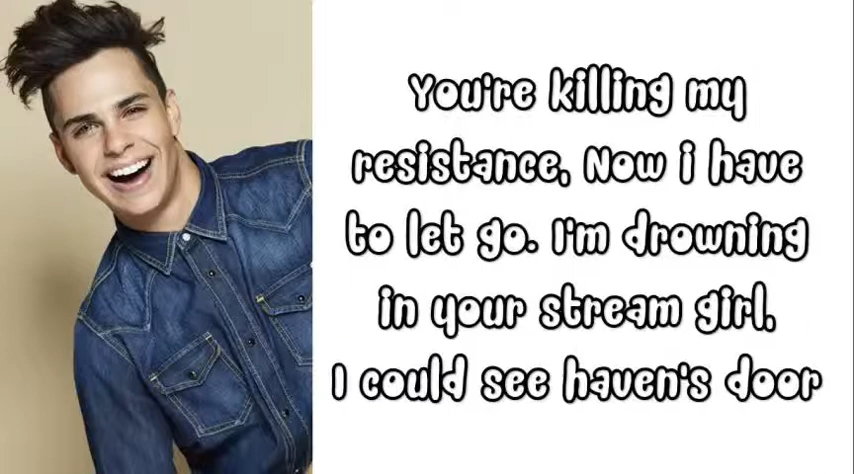 You're killing my
resistance, Now i have
to let go. I'm drowning
in your stream girl,
I could see haven's door